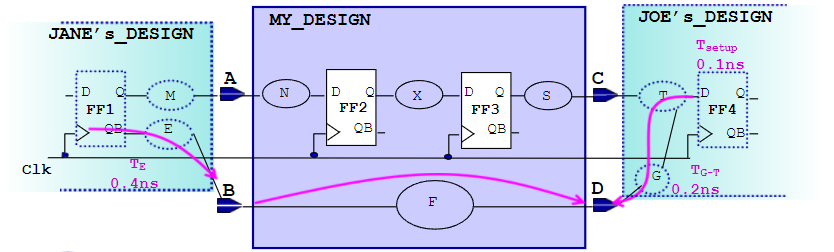 JANE's_DESIGN
MY_DESIGN
JOE's_DESIGN
Tsetup
0.1ns
A
C
D Q
M
N
D Q
X
D Q
S
T
D Q
FF1
FF2
FF3
FF4
QB
E
QB
QB
QB
Clk
TE
0.4ns
B
F
D
G
TG-T
0.2ns